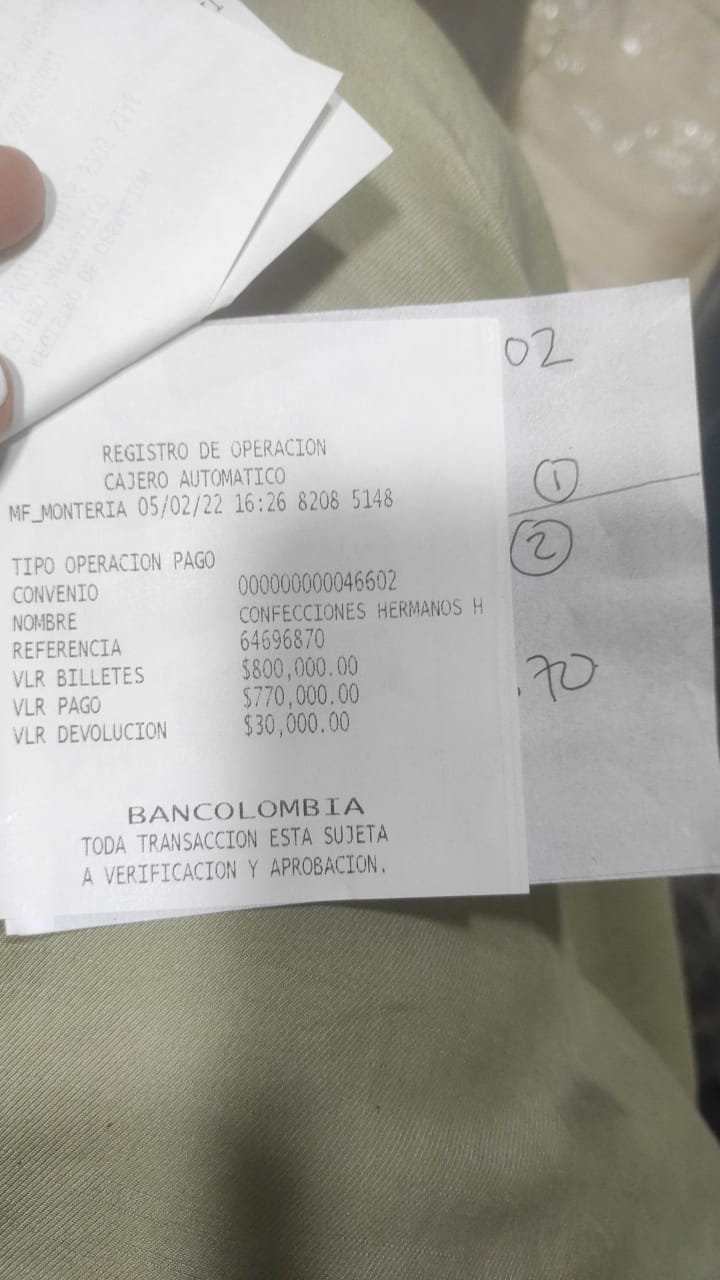 REGISTRO DE OPERACION
CAJERO AUTOMATICO
MF_MONTERIA 05/02/22 16:26 8208 5148
TIPO OPERACION PAGO
CONVENIO 000000000046602
NOMBRE CONFECCIONES HERMANOS H
REFERENCIA 64696870
VLR BILLETES $800,000.00
VLR PAGO $770,000.00
VLR DEVOLUCION $30,000.00
BANCOLOMBIA
TODA TRANSACCION ESTA SUJETA
A VERIFICACION Y APROBACION.
02
1
2
.70